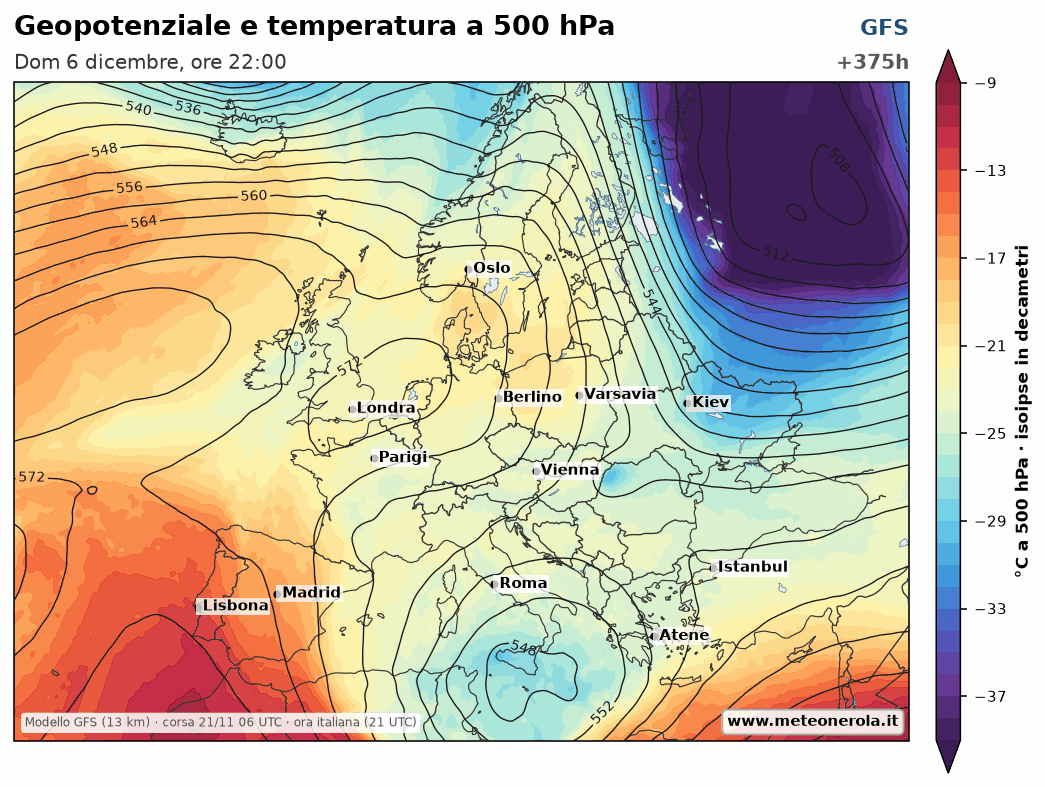 Geopotenziale e temperatura a 500 hPa
GFS
Dom 6 dicembre, ore 22:00
+375h
540
536
548
556
560
564
508
512
544
572
548
552
Oslo
Berlino
Varsavia
Londra
Kiev
Parigi
Vienna
Istanbul
Roma
Madrid
Lisbona
Atene
Modello GFS (13 km) · corsa 21/11 06 UTC · ora italiana (21 UTC)
www.meteonerola.it
−9
−13
−17
−21
−25
−29
−33
−37
°C a 500 hPa · isoipse in decametri